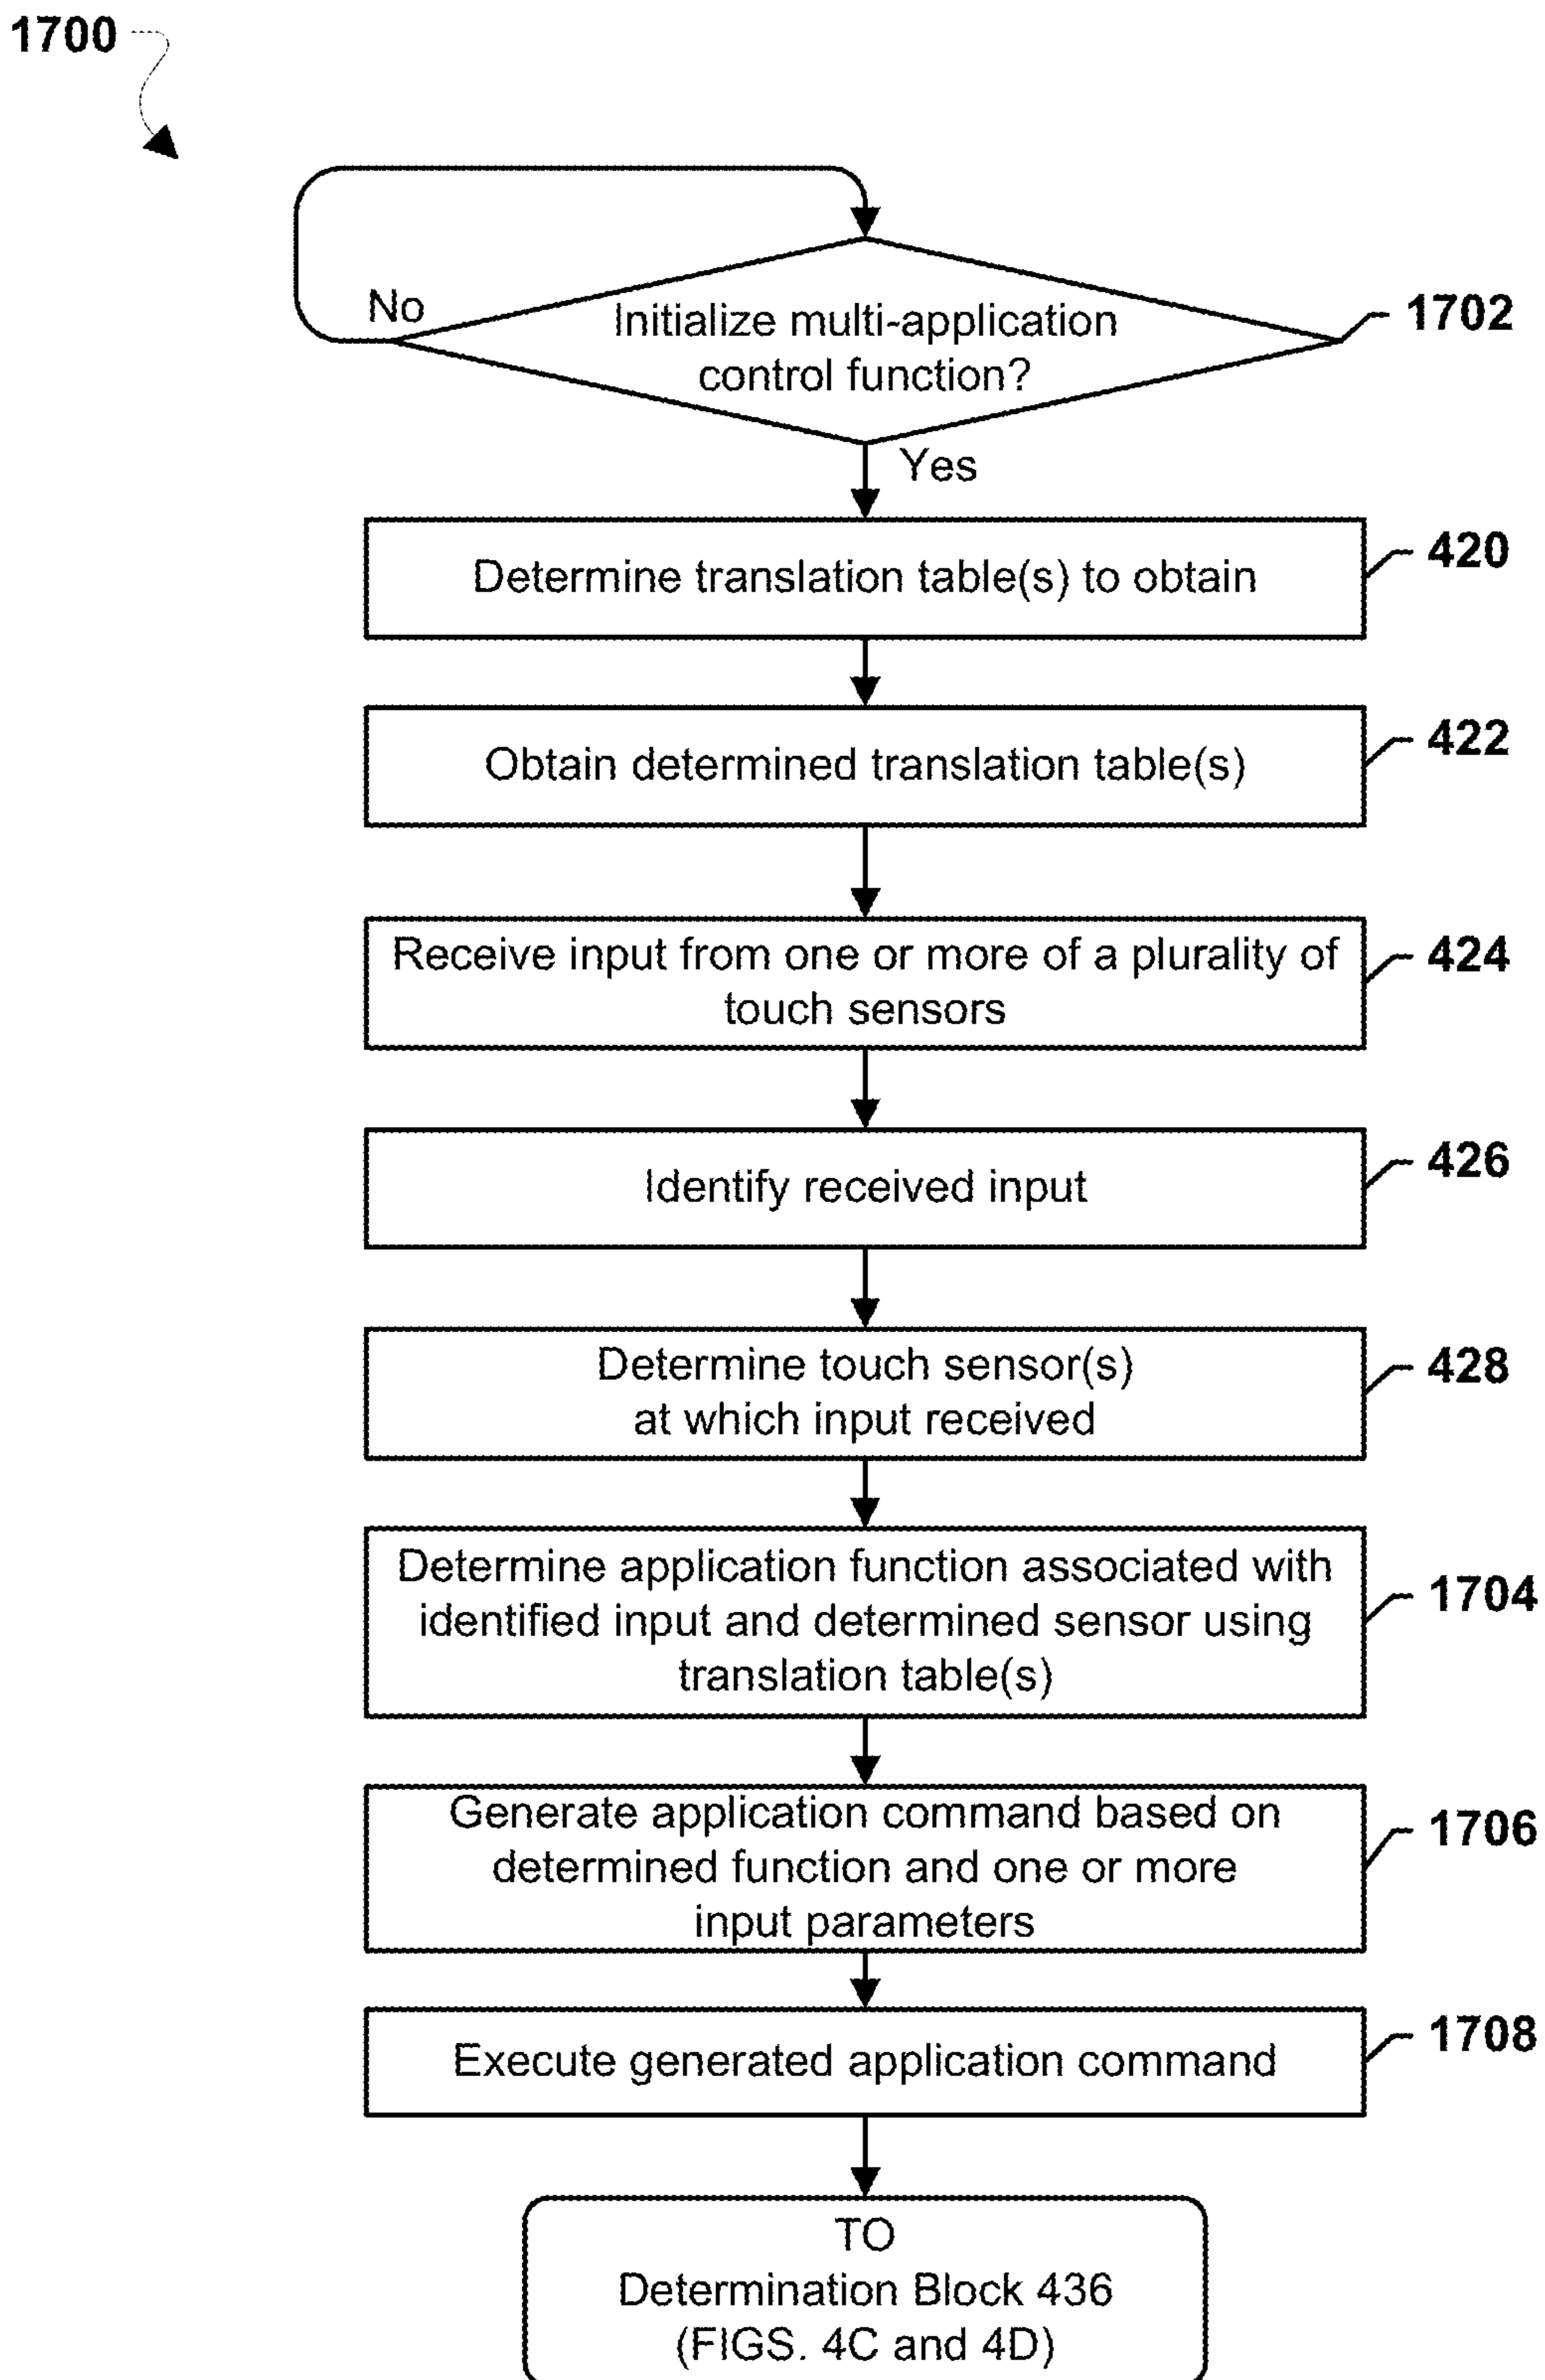 1700
No
Initialize multi-application
control function?
1702
Yes
Determine translation table(s) to obtain
420
Obtain determined translation table(s)
422
Receive input from one or more of a plurality of
touch sensors
424
Identify received input
426
Determine touch sensor(s)
at which input received
428
Determine application function associated with
identified input and determined sensor using
translation table(s)
1704
Generate application command based on
determined function and one or more
input parameters
1706
Execute generated application command
1708
TO
Determination Block 436
(FIGS. 4C and 4D)